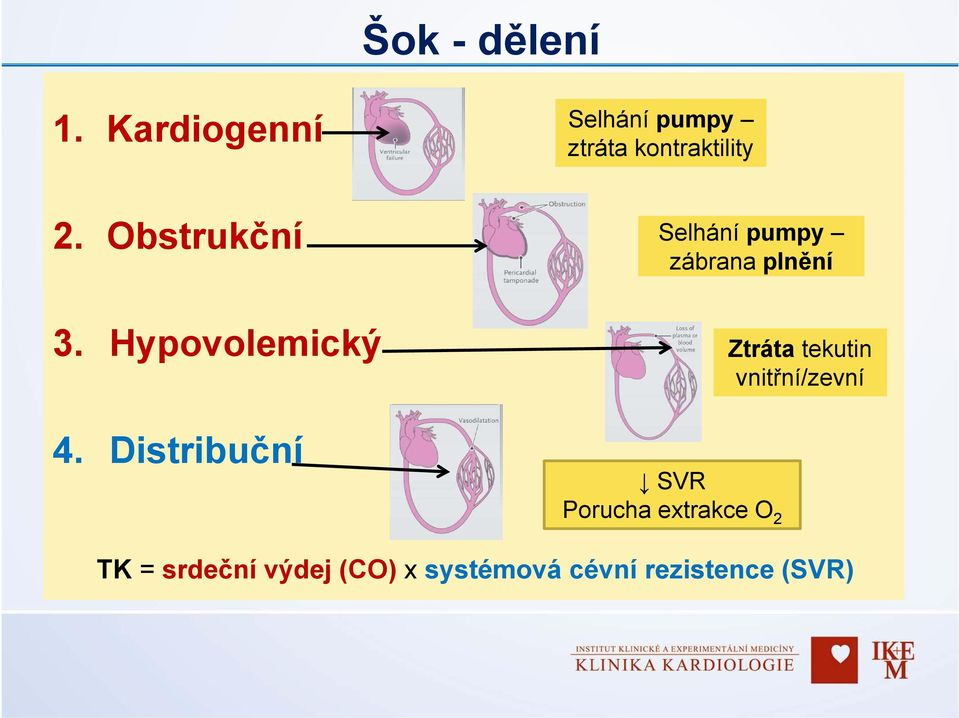 Šok - dělení
1. Kardiogenní
Ventricular
failure
Selhání pumpy –
ztráta kontraktility
2. Obstrukční
Obstruction
Pericardial
tamponade
Selhání pumpy –
zábrana plnění
3. Hypovolemický
Loss of
plasma or
blood
volume
Ztráta tekutin
vnitřní/zevní
4. Distribuční
Vasodilatation
↓ SVR
Porucha extrakce O2
TK = srdeční výdej (CO) x systémová cévní rezistence (SVR)
INSTITUT KLINICKÉ A EXPERIMENTÁLNÍ MEDICÍNY
KLINIKA KARDIOLOGIE
IKE+M